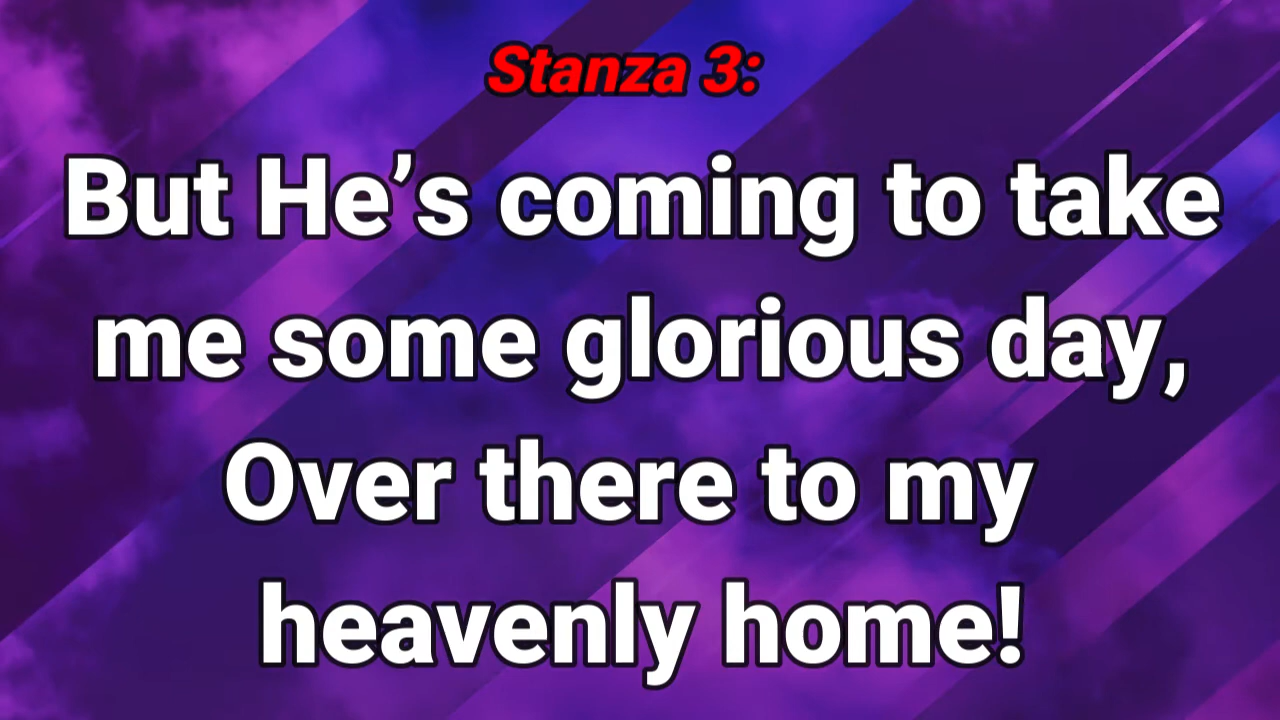 Stanza 3:
But He’s coming to take
me some glorious day,
Over there to my
heavenly home!